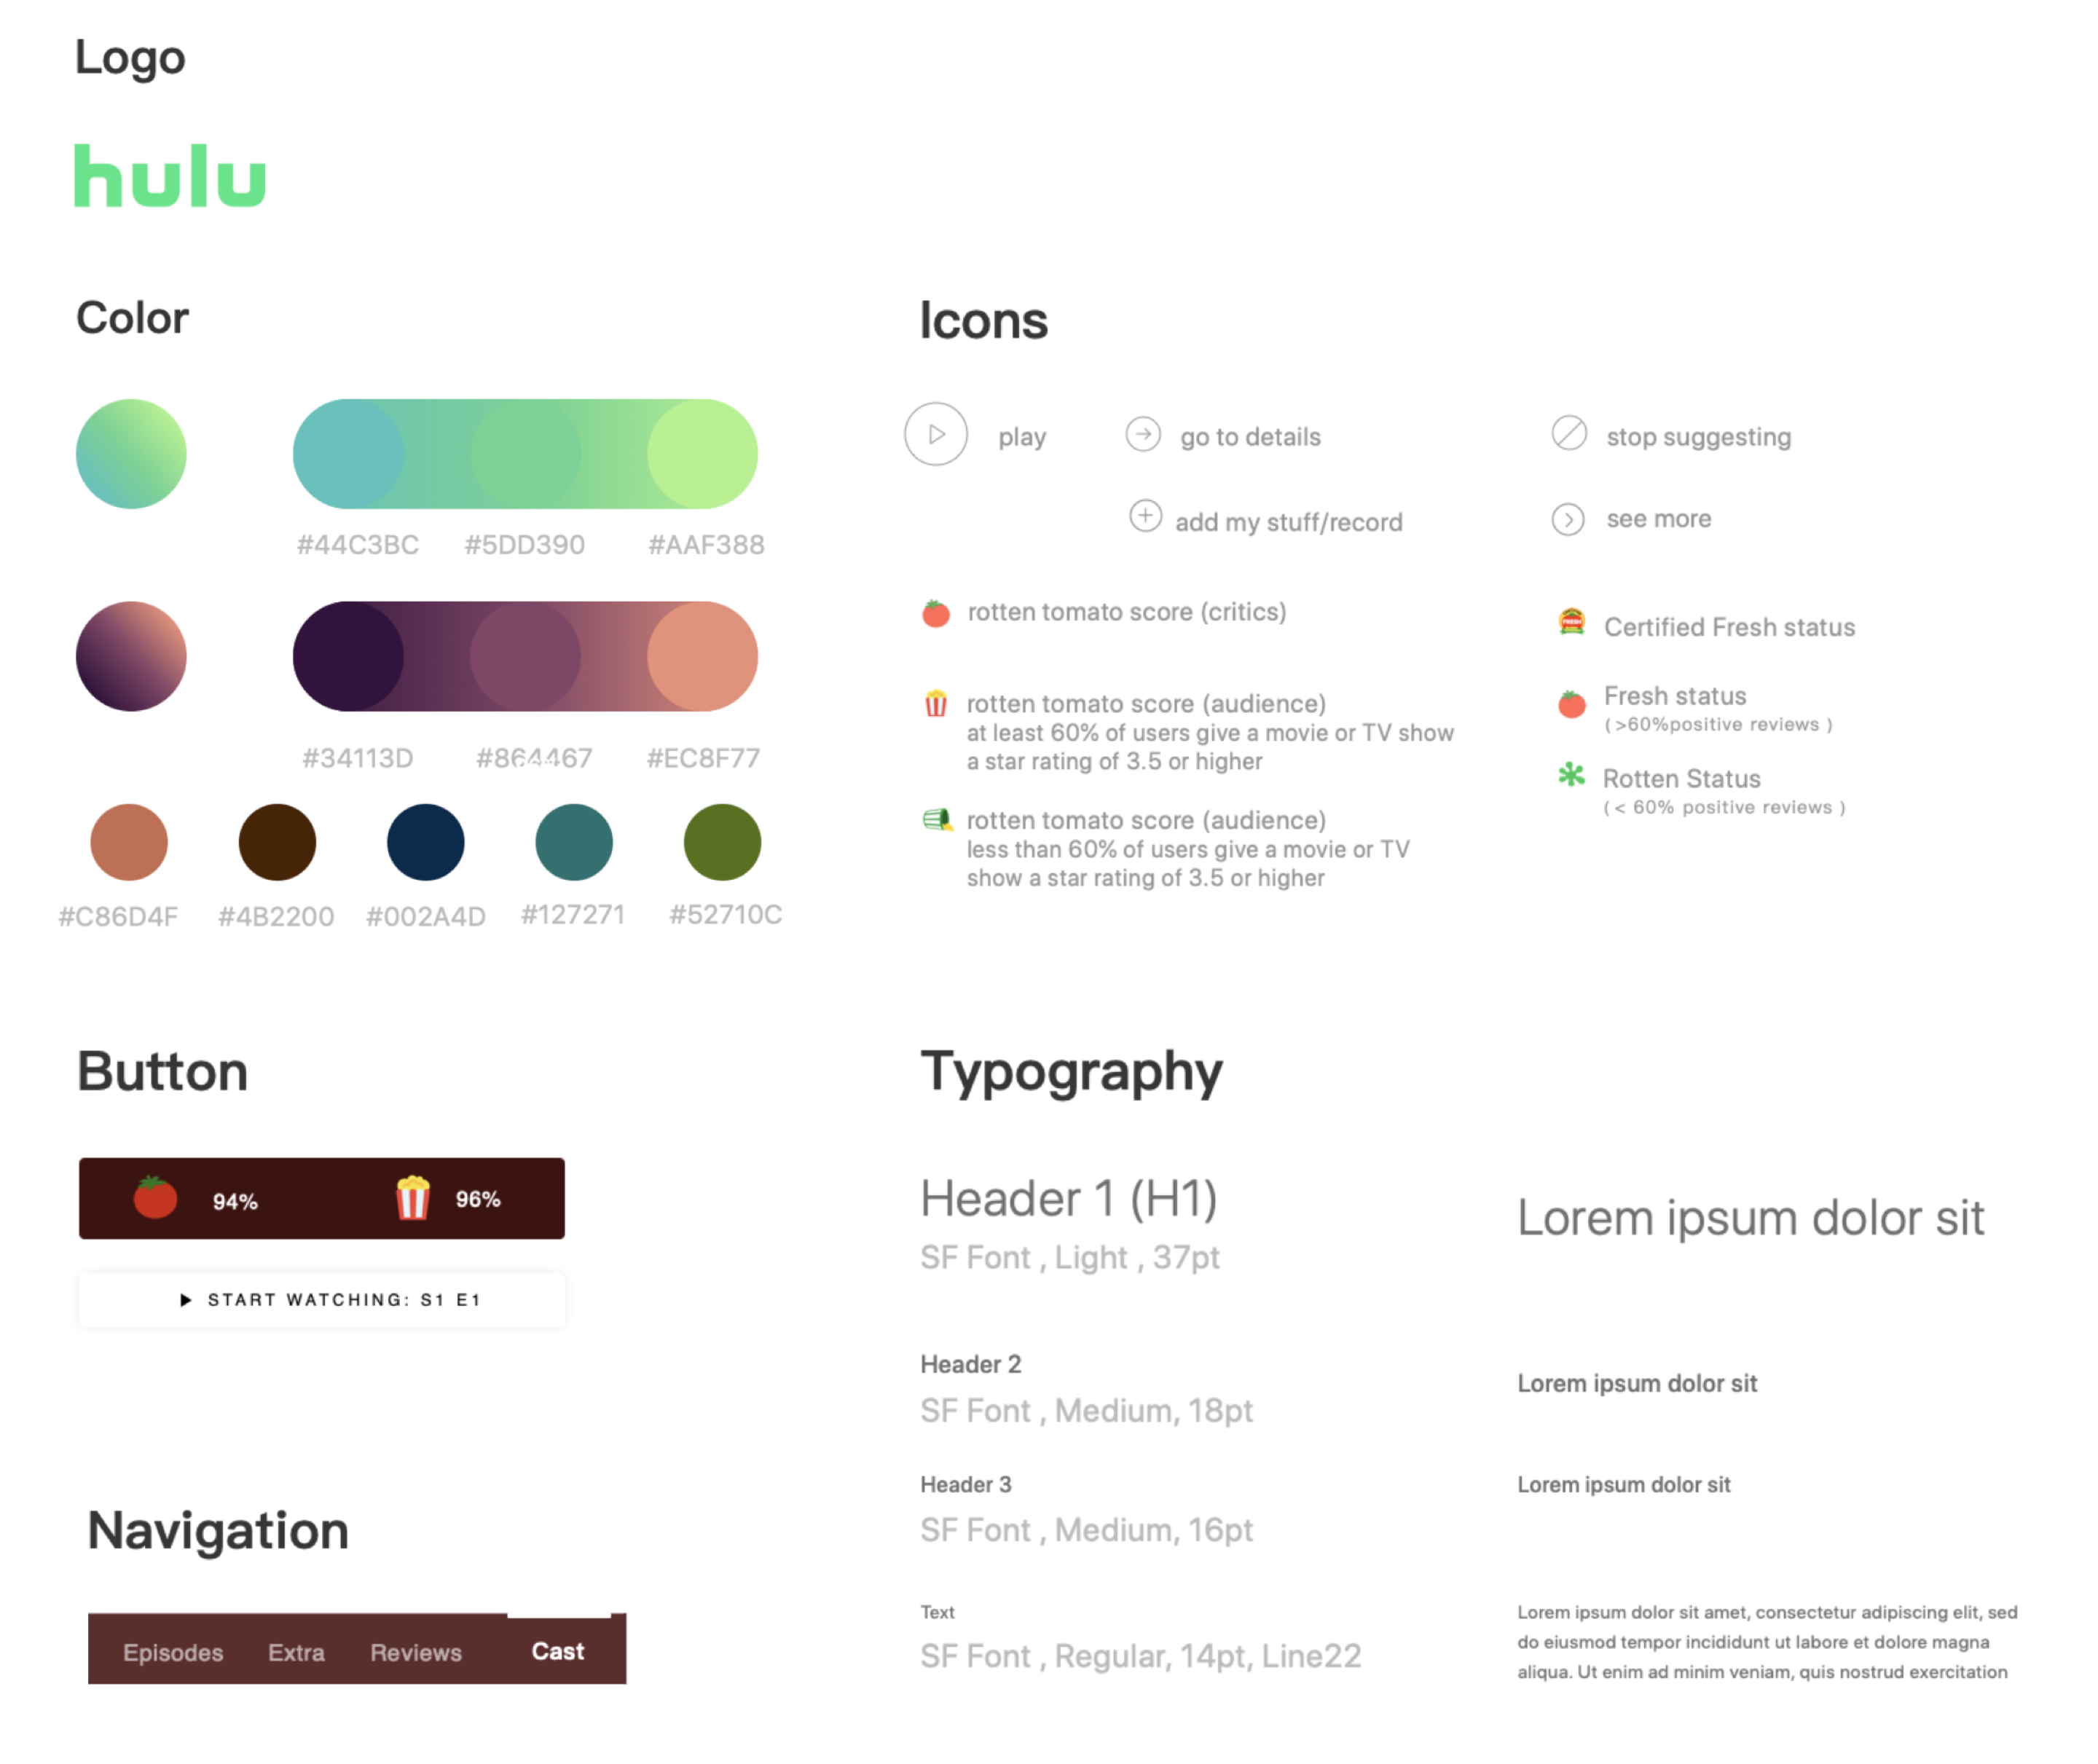 Logo
hulu
Color
#44C3BC #5DD390 #AAF388
#34113D #864467 #EC8F77
#C86D4F #4B2200 #002A4D #127271 #52710C
Icons
play
go to details
stop suggesting
add my stuff/record
see more
rotten tomato score (critics)
rotten tomato score (audience)
at least 60% of users give a movie or TV show
a star rating of 3.5 or higher
rotten tomato score (audience)
less than 60% of users give a movie or TV
show a star rating of 3.5 or higher
FRESH
Certified Fresh status
Fresh status
( >60%positive reviews )
Rotten Status
( < 60% positive reviews )
Button
94% 96%
START WATCHING: S1 E1
Navigation
Episodes Extra Reviews Cast
Typography
Header 1 (H1)
SF Font , Light , 37pt
Lorem ipsum dolor sit
Header 2
SF Font , Medium, 18pt
Lorem ipsum dolor sit
Header 3
SF Font , Medium, 16pt
Lorem ipsum dolor sit
Text
SF Font , Regular, 14pt, Line22
Lorem ipsum dolor sit amet, consectetur adipiscing elit, sed
do eiusmod tempor incididunt ut labore et dolore magna
aliqua. Ut enim ad minim veniam, quis nostrud exercitation